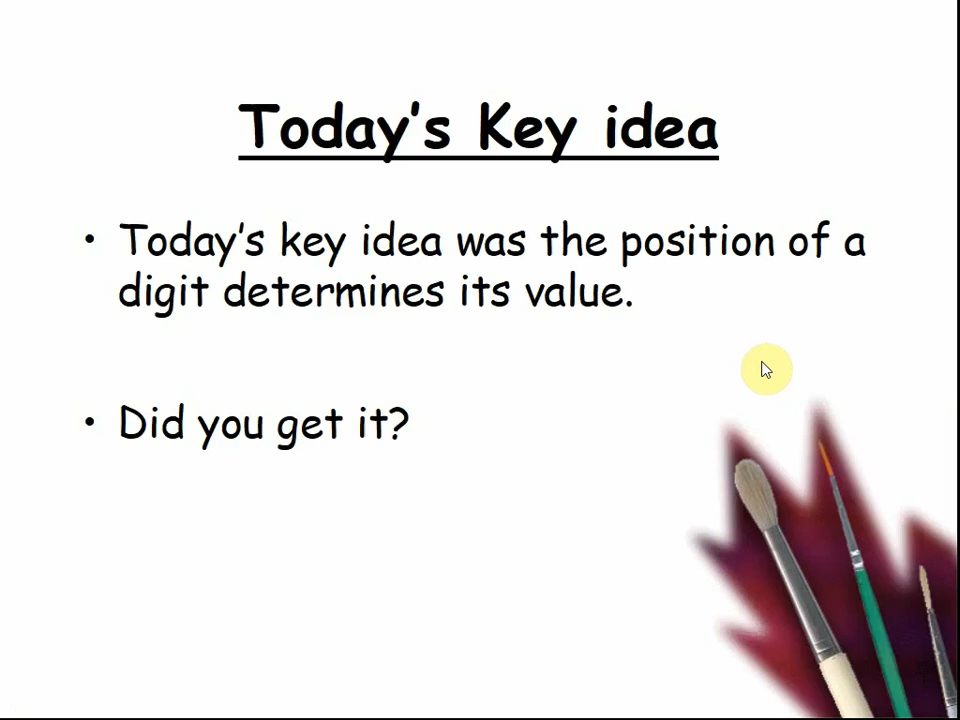 Today's Key idea
• Today's key idea was the position of a
digit determines its value.
• Did you get it?